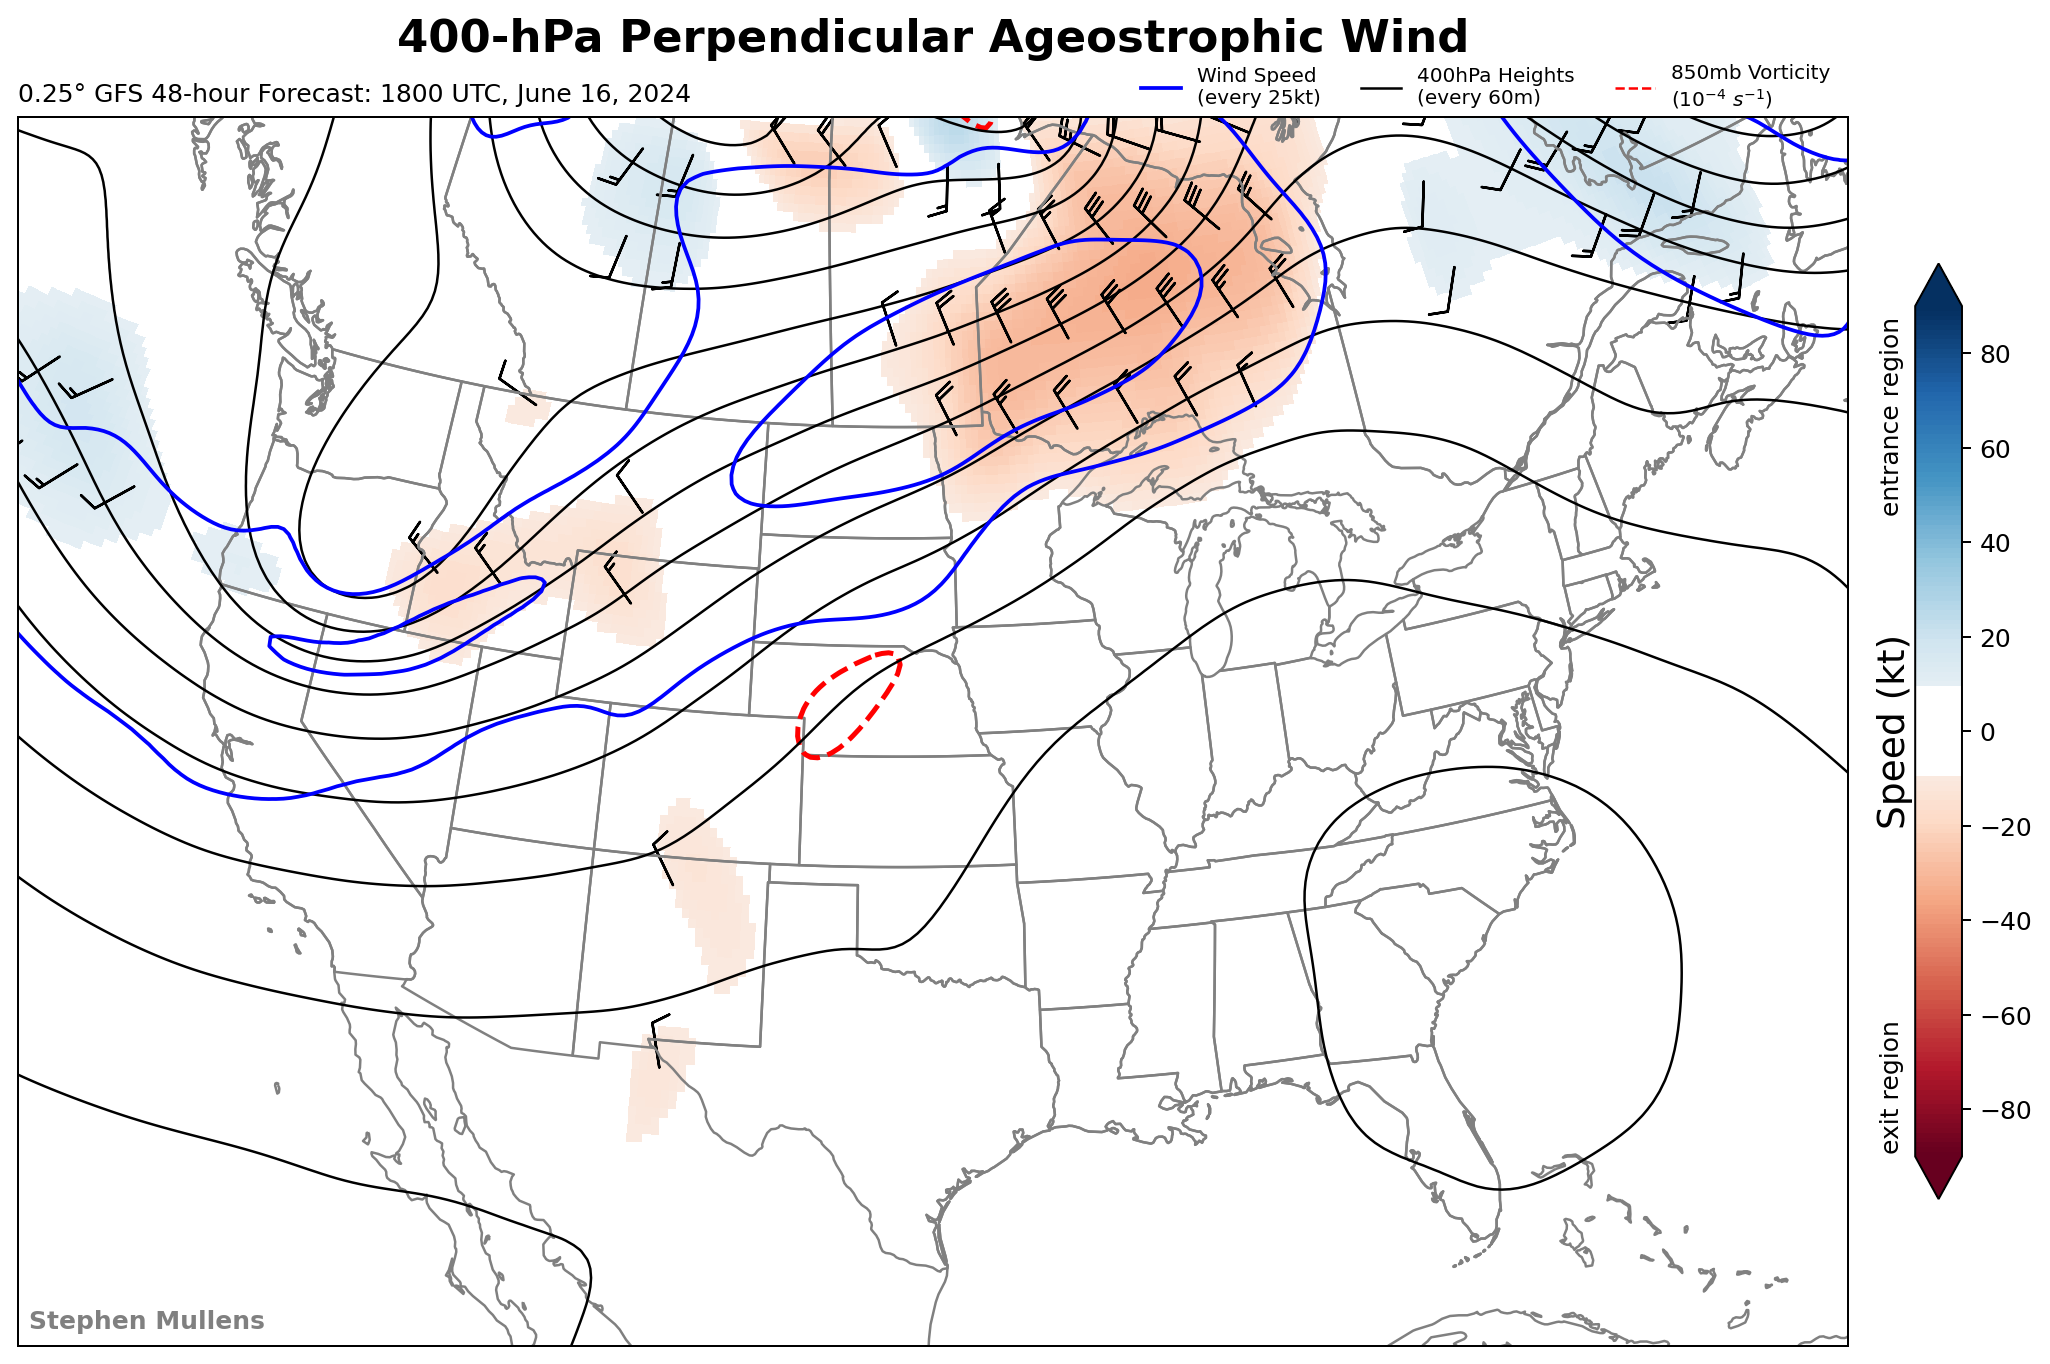 400-hPa Perpendicular Ageostrophic Wind
0.25° GFS 48-hour Forecast: 1800 UTC, June 16, 2024
Wind Speed
(every 25kt)
400hPa Heights
(every 60m)
850mb Vorticity
(10⁻⁴ s⁻¹)
entrance region
Speed (kt)
exit region
80
60
40
20
0
−20
−40
−60
−80
Stephen Mullens